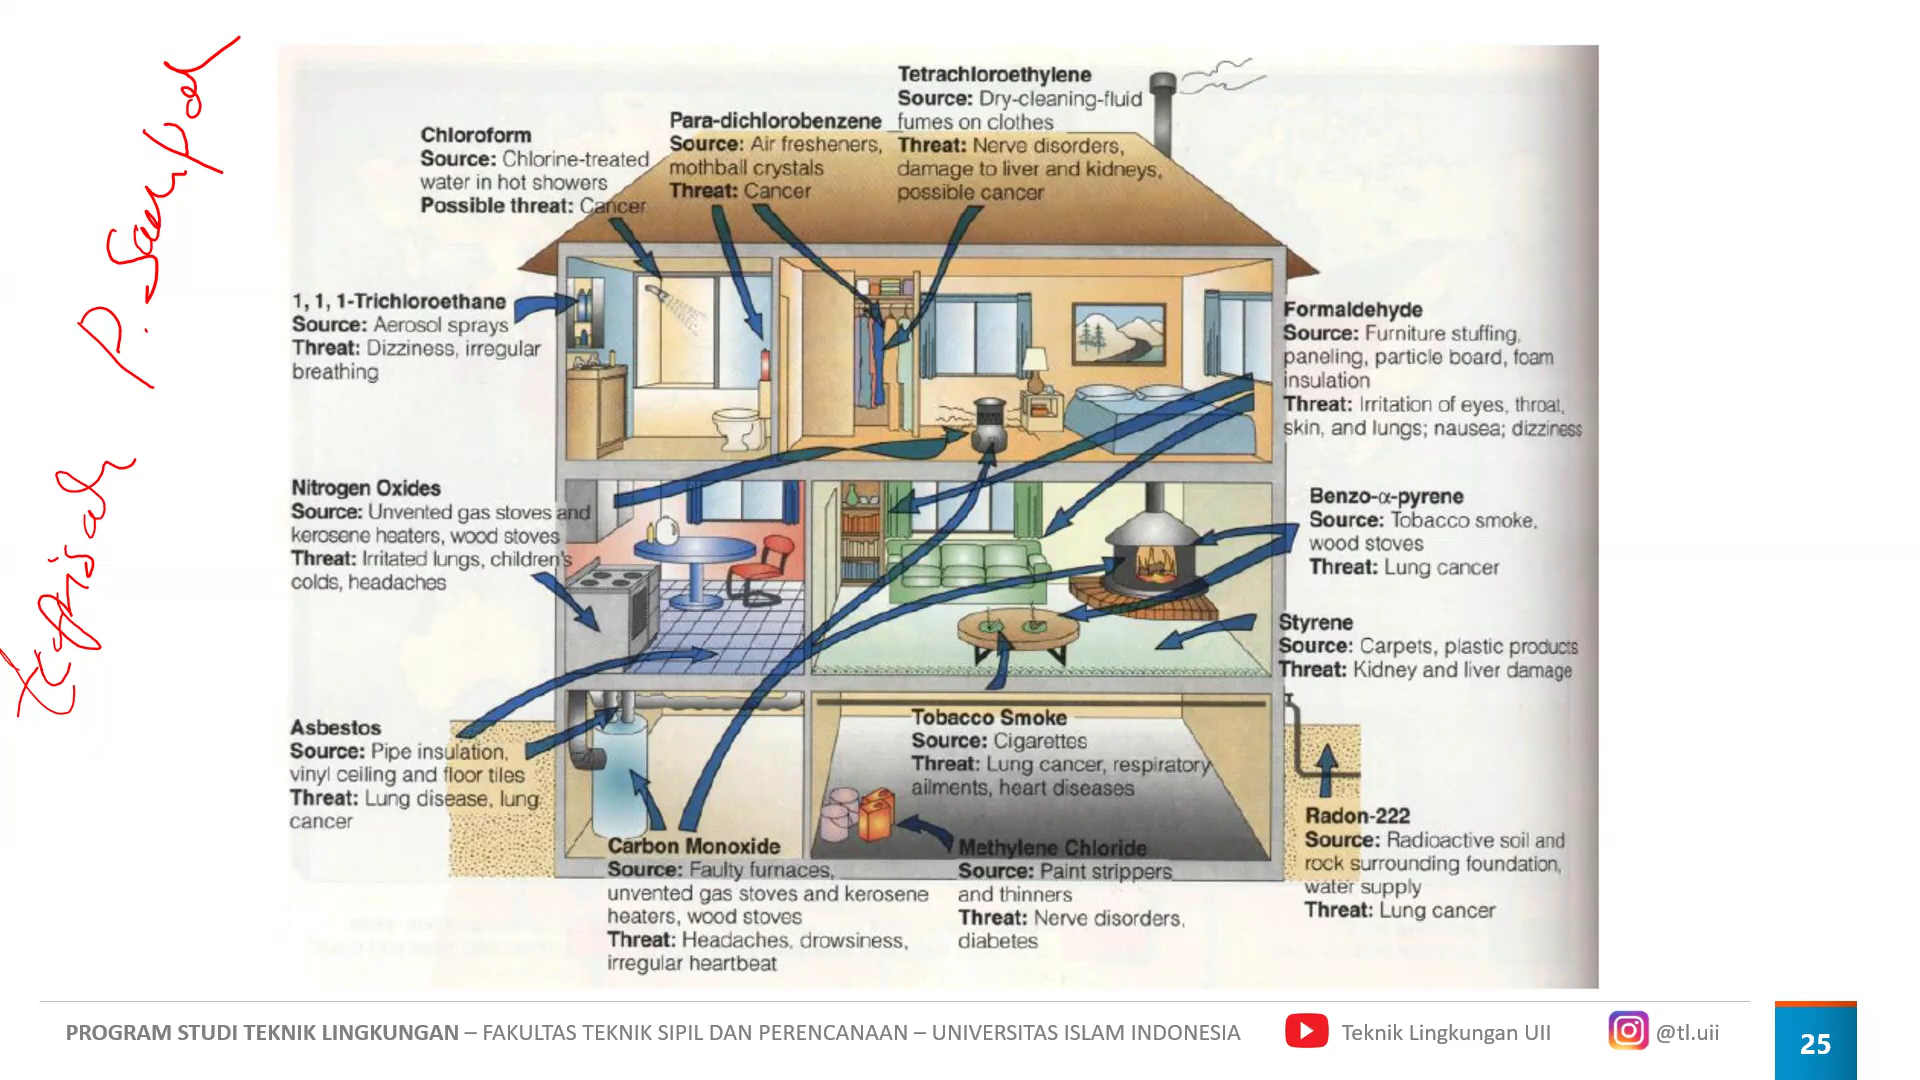 Tetrachloroethylene
Source: Dry-cleaning-fluid
fumes on clothes
Threat: Nerve disorders,
damage to liver and kidneys,
possible cancer
Para-dichlorobenzene
Source: Air fresheners,
mothball crystals
Threat: Cancer
Chloroform
Source: Chlorine-treated
water in hot showers
Possible threat: Cancer
1, 1, 1-Trichloroethane
Source: Aerosol sprays
Threat: Dizziness, irregular
breathing
Formaldehyde
Source: Furniture stuffing,
paneling, particle board, foam
insulation
Threat: Irritation of eyes, throat,
skin, and lungs; nausea; dizziness
Nitrogen Oxides
Source: Unvented gas stoves and
kerosene heaters, wood stoves
Threat: Irritated lungs, children's
colds, headaches
Benzo-α-pyrene
Source: Tobacco smoke,
wood stoves
Threat: Lung cancer
Styrene
Source: Carpets, plastic products
Threat: Kidney and liver damage
Asbestos
Source: Pipe insulation,
vinyl ceiling and floor tiles
Threat: Lung disease, lung
cancer
Tobacco Smoke
Source: Cigarettes
Threat: Lung cancer, respiratory
ailments, heart diseases
Radon-222
Source: Radioactive soil and
rock surrounding foundation,
water supply
Threat: Lung cancer
Carbon Monoxide
Source: Faulty furnaces,
unvented gas stoves and kerosene
heaters, wood stoves
Threat: Headaches, drowsiness,
irregular heartbeat
Methylene Chloride
Source: Paint strippers
and thinners
Threat: Nerve disorders,
diabetes
PROGRAM STUDI TEKNIK LINGKUNGAN – FAKULTAS TEKNIK SIPIL DAN PERENCANAAN – UNIVERSITAS ISLAM INDONESIA
Teknik Lingkungan UII
@tl.uii
25